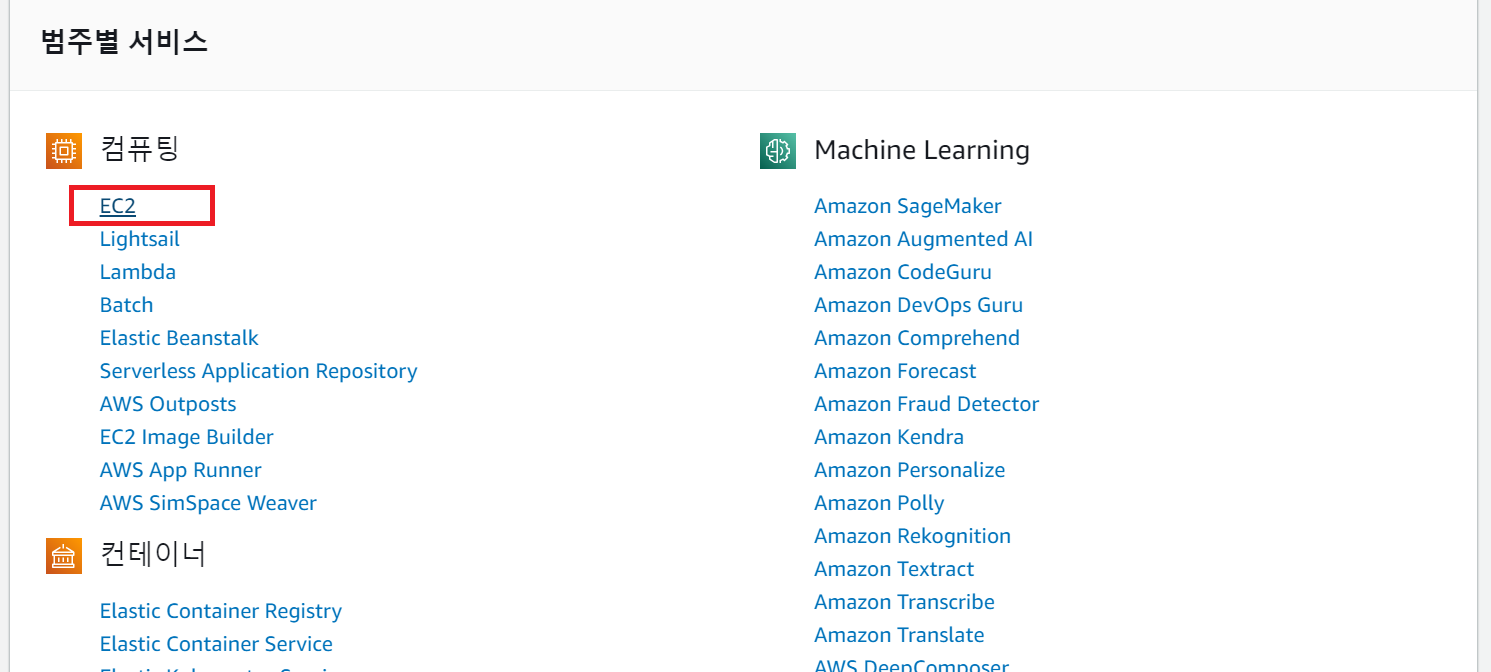 범주별 서비스
컴퓨팅
EC2
Lightsail
Lambda
Batch
Elastic Beanstalk
Serverless Application Repository
AWS Outposts
EC2 Image Builder
AWS App Runner
AWS SimSpace Weaver
컨테이너
Elastic Container Registry
Elastic Container Service
Machine Learning
Amazon SageMaker
Amazon Augmented AI
Amazon CodeGuru
Amazon DevOps Guru
Amazon Comprehend
Amazon Forecast
Amazon Fraud Detector
Amazon Kendra
Amazon Personalize
Amazon Polly
Amazon Rekognition
Amazon Textract
Amazon Transcribe
Amazon Translate
AWS DeepComposer